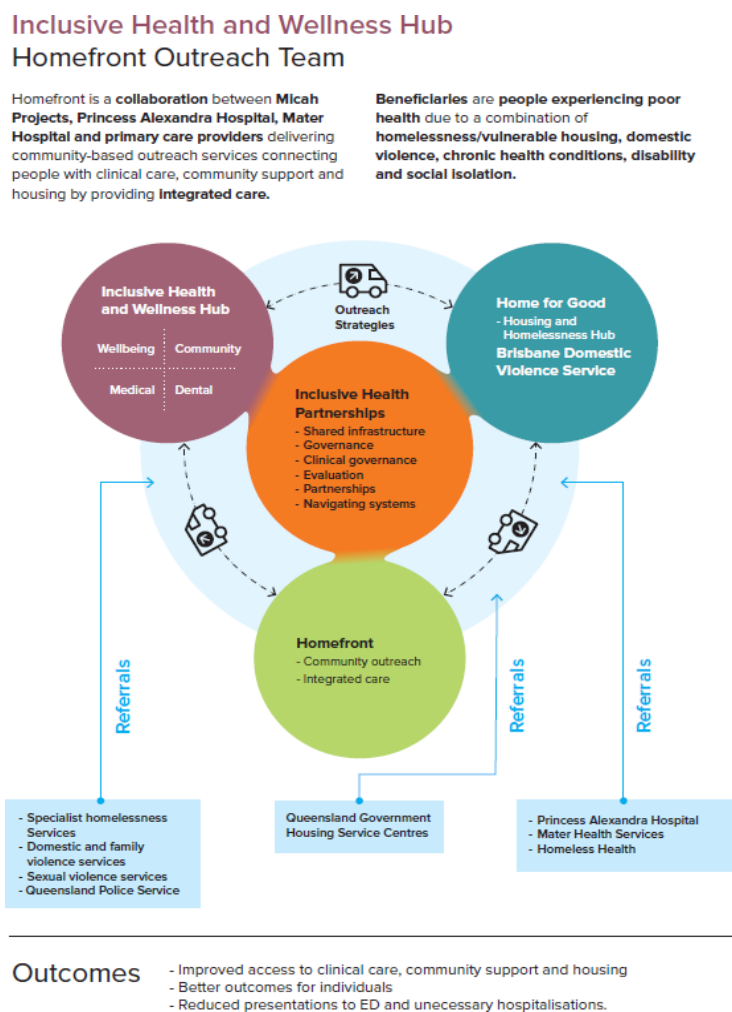 Inclusive Health and Wellness Hub
Homefront Outreach Team
Homefront is a collaboration between Micah
Projects, Princess Alexandra Hospital, Mater
Hospital and primary care providers delivering
community-based outreach services connecting
people with clinical care, community support and
housing by providing integrated care.
Beneficiaries are people experiencing poor
health due to a combination of
homelessness/vulnerable housing, domestic
violence, chronic health conditions, disability
and social isolation.
Inclusive Health
and Wellness Hub
Wellbeing
Community
Medical
Dental
Outreach
Strategies
Home for Good
- Housing and
Homelessness Hub
Brisbane Domestic
Violence Service
Inclusive Health
Partnerships
- Shared infrastructure
- Governance
- Clinical governance
- Evaluation
- Partnerships
- Navigating systems
Homefront
- Community outreach
- Integrated care
Referrals
Referrals
Referrals
- Specialist homelessness
Services
- Domestic and family
violence services
- Sexual violence services
- Queensland Police Service
Queensland Government
Housing Service Centres
- Princess Alexandra Hospital
- Mater Health Services
- Homeless Health
Outcomes
- Improved access to clinical care, community support and housing
- Better outcomes for individuals
- Reduced presentations to ED and unecessary hospitalisations.